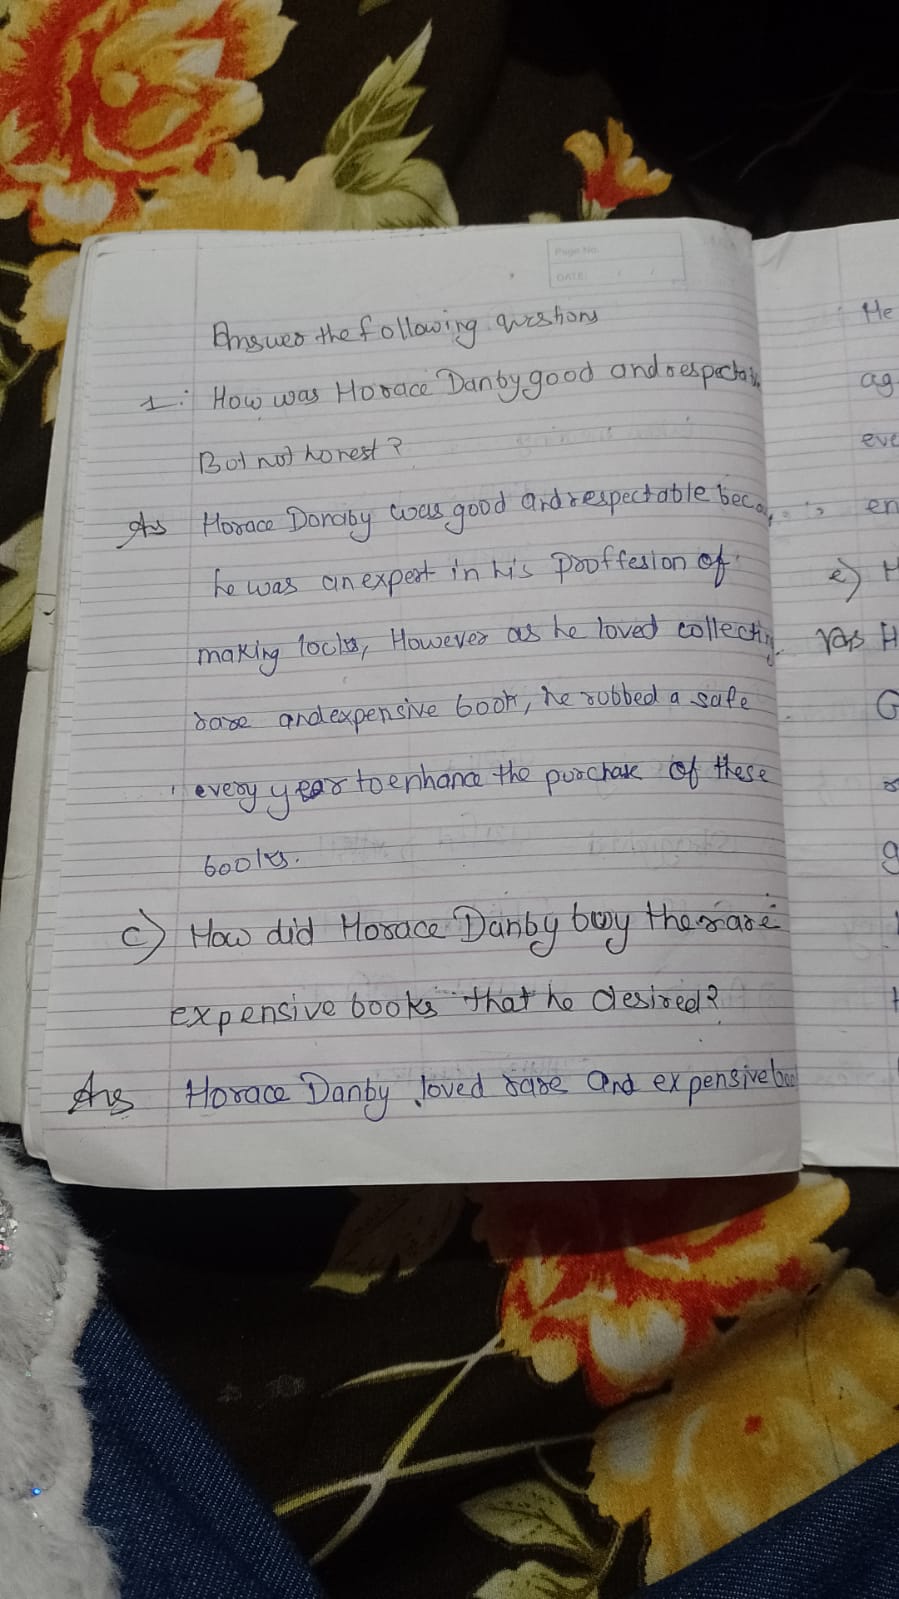 Page No.
DATE: / /
Answer the following questions
1: How was Horace Danby good and respectab
But not honest?
Ans Horace Danby was good and respectable beca
he was an expert in his proffesion of
making locks, However as he loved collectin
rare and expensive book, he robbed a safe
every year to enhance the purchase of these
books.
c) How did Horace Danby buy the rare
expensive books that he desired?
Ans Horace Danby loved rare and expensive boo
He
ag
eve
en
e) H
Ans H
G
g